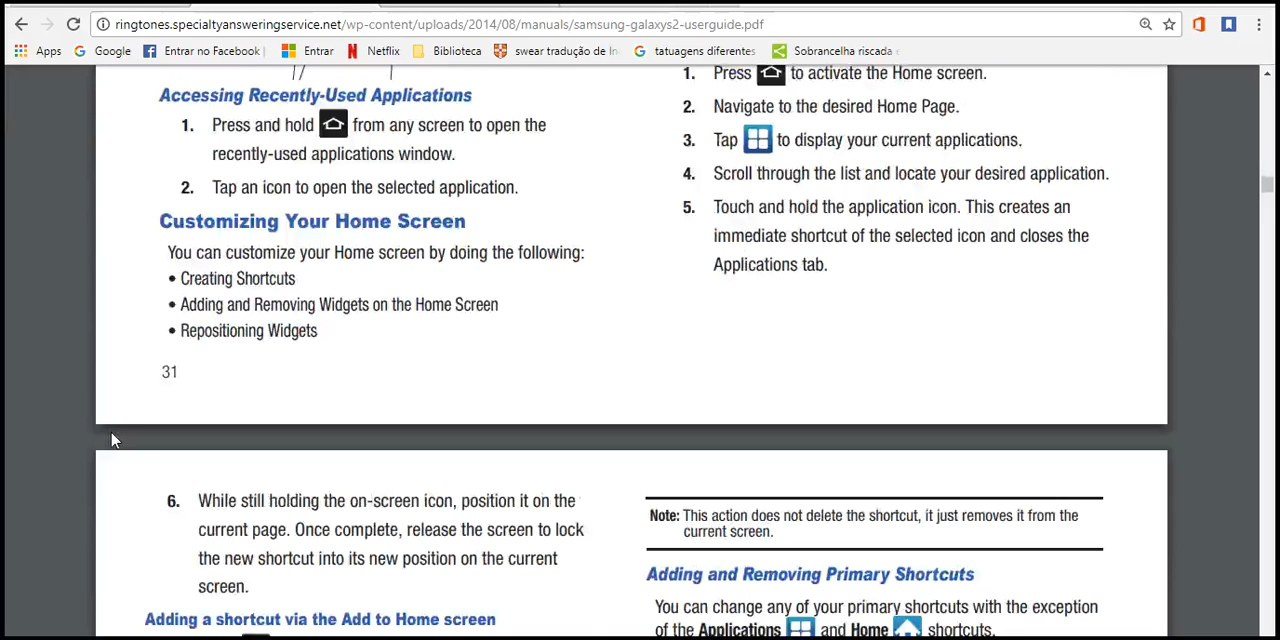 ringtones.specialtyansweringservice.net/wp-content/uploads/2014/08/manuals/samsung-galaxys2-userguide.pdf
Apps Google Entrar no Facebook | Entrar Netflix Biblioteca swear tradução de In tatuagens diferentes Sobrancelha riscada
Accessing Recently-Used Applications
1. Press and hold from any screen to open the
recently-used applications window.
2. Tap an icon to open the selected application.
Customizing Your Home Screen
You can customize your Home screen by doing the following:
• Creating Shortcuts
• Adding and Removing Widgets on the Home Screen
• Repositioning Widgets
31
1. Press to activate the Home screen.
2. Navigate to the desired Home Page.
3. Tap to display your current applications.
4. Scroll through the list and locate your desired application.
5. Touch and hold the application icon. This creates an
immediate shortcut of the selected icon and closes the
Applications tab.
6. While still holding the on-screen icon, position it on the
current page. Once complete, release the screen to lock
the new shortcut into its new position on the current
screen.
Adding a shortcut via the Add to Home screen
Note: This action does not delete the shortcut, it just removes it from the
current screen.
Adding and Removing Primary Shortcuts
You can change any of your primary shortcuts with the exception
of the Applications and Home shortcuts.